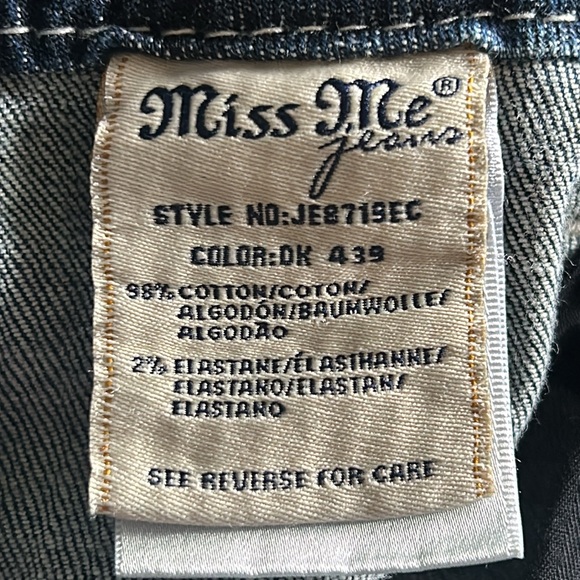 Miss Me®
jeans
STYLE NO:JE8719EC
COLOR:DK 439
98% COTTON/COTON/
ALGODÓN/BAUMWOLLE/
ALGODÃO
2% ELASTANE/ÉLASTHANNE/
ELASTANO/ELASTAN/
ELASTANO
SEE REVERSE FOR CARE